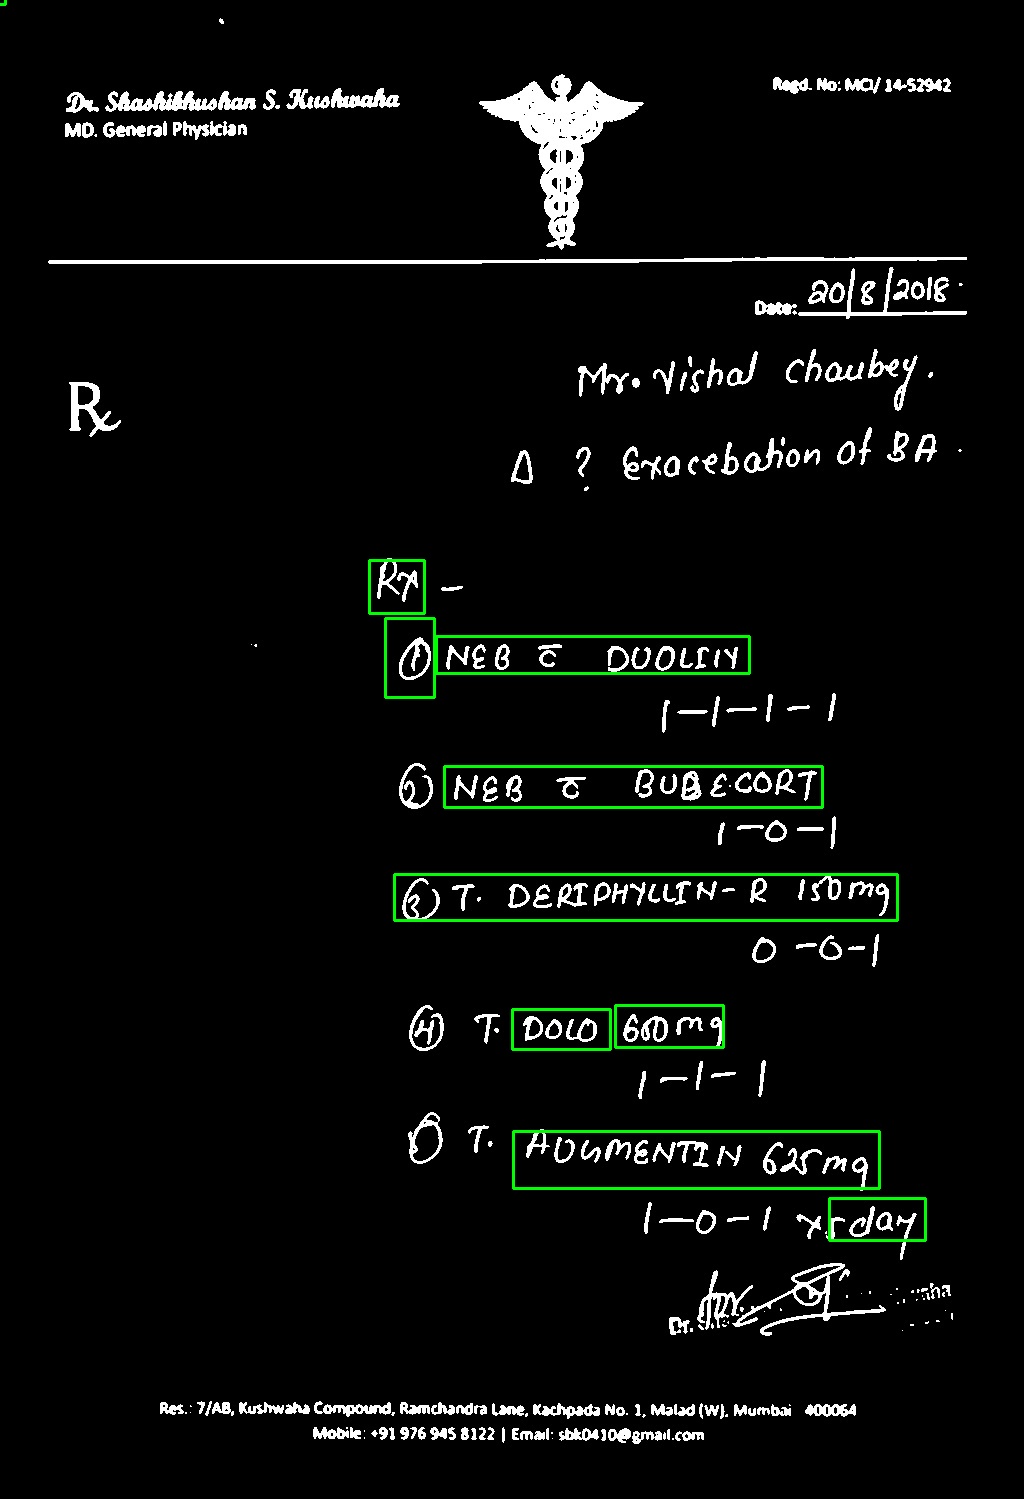 Dr. Shashibhushan S. Kushwaha
MD. General Physician
Regd. No: MCI/ 14-52942
Date: 20/8/2018
Rx
Mr. Vishal Chaubey.
Δ ? Exacebation of BA.
Rx -
① NEB c̄ DUOLIN
1-1-1-1
② NEB c̄ BUDECORT
1-0-1
③ T. DERIPHYLLIN-R 150mg
0-0-1
④ T. DOLO 650mg
1-1-1
⑤ T. AUGMENTIN 625mg
1-0-1 x 5 day
Dr.
Res.: 7/AB, Kushwaha Compound, Ramchandra Lane, Kachpada No. 1, Malad (W), Mumbai 400064
Mobile: +91 976 945 8122 | Email: sbk0410@gmail.com